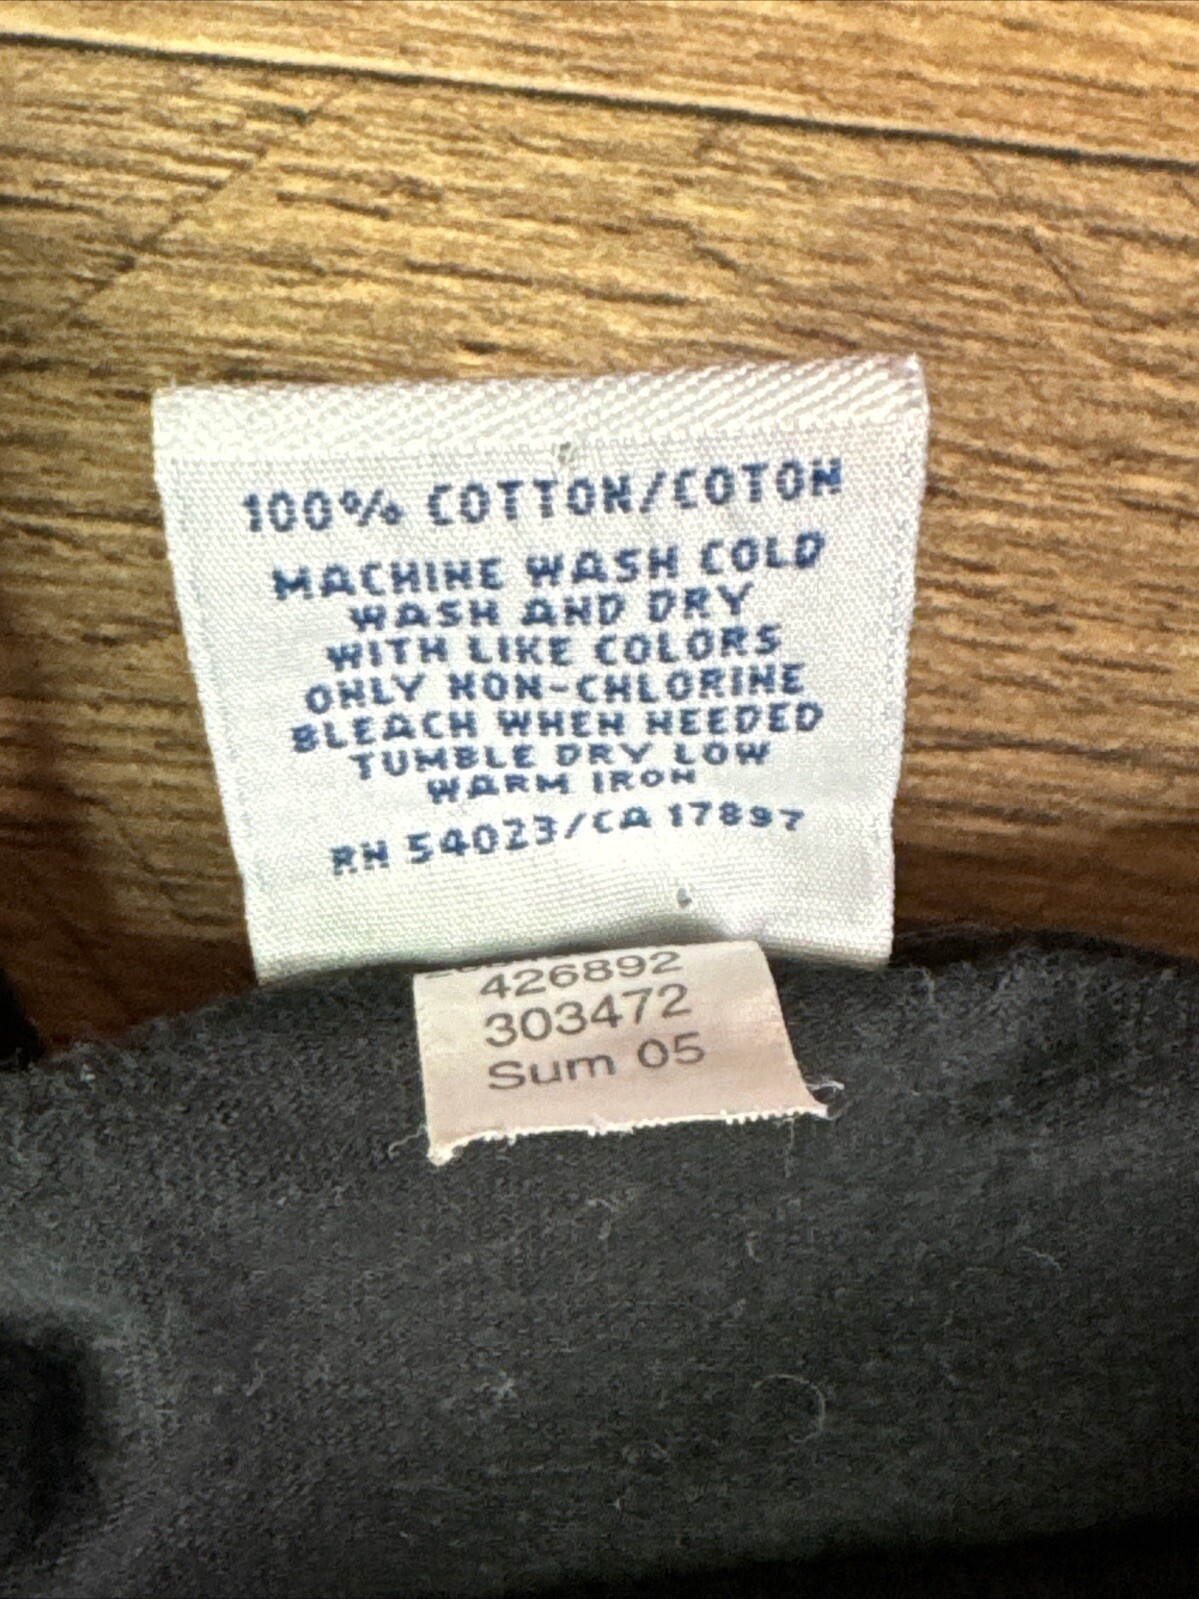 100% COTTON/COTON
MACHINE WASH COLD
WASH AND DRY
WITH LIKE COLORS
ONLY NON-CHLORINE
BLEACH WHEN NEEDED
TUMBLE DRY LOW
WARM IRON
RN 54023/CA 17897
426892
303472
Sum 05